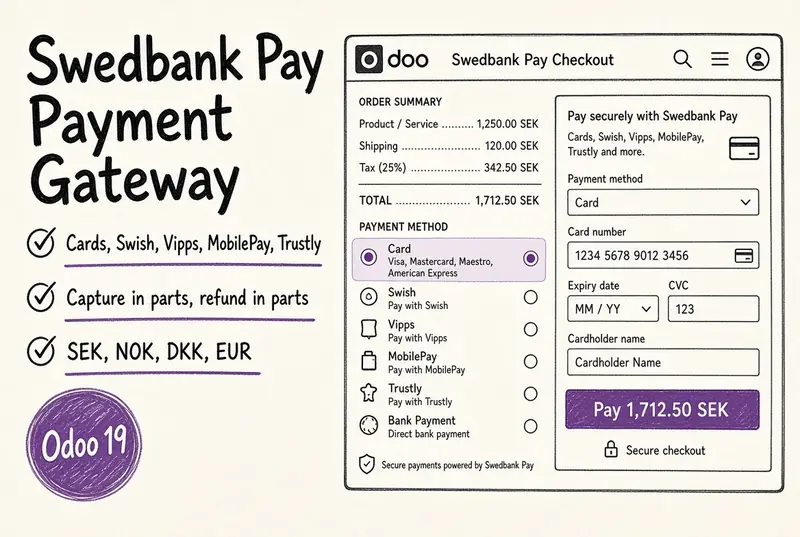 Swedbank Pay
Payment
Gateway
Cards, Swish, Vipps, MobilePay, Trustly
Capture in parts, refund in parts
SEK, NOK, DKK, EUR
Odoo 19
odoo
Swedbank Pay Checkout
ORDER SUMMARY
Product / Service .......... 1,250.00 SEK
Shipping ........................ 120.00 SEK
Tax (25%) ...................... 342.50 SEK
TOTAL ......................... 1,712.50 SEK
PAYMENT METHOD
Card
Visa, Mastercard, Maestro,
American Express
Swish
Pay with Swish
Vipps
Pay with Vipps
MobilePay
Pay with MobilePay
Trustly
Pay with Trustly
Bank Payment
Direct bank payment
Secure payments powered by Swedbank Pay
Pay securely with Swedbank Pay
Cards, Swish, Vipps, MobilePay,
Trustly and more.
Payment method
Card
Card number
1234 5678 9012 3456
Expiry date
CVC
MM / YY
123
Cardholder name
Cardholder Name
Pay 1,712.50 SEK
Secure checkout